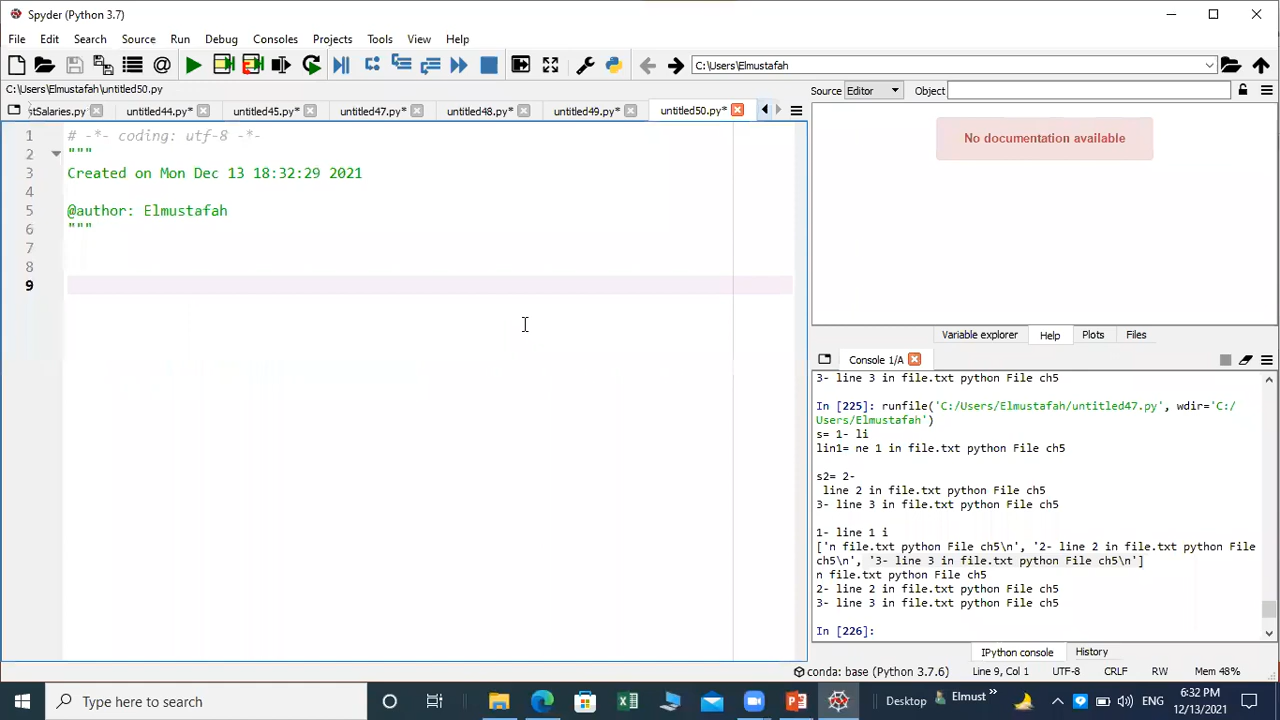 Spyder (Python 3.7)
File Edit Search Source Run Debug Consoles Projects Tools View Help
C:\Users\Elmustafah
C:\Users\Elmustafah\untitled50.py
tSalaries.py untitled44.py* untitled45.py* untitled47.py* untitled48.py* untitled49.py* untitled50.py*
1 # -*- coding: utf-8 -*-
2 """
3 Created on Mon Dec 13 18:32:29 2021
4
5 @author: Elmustafah
6 """
7
8
9
Source Editor Object
No documentation available
Variable explorer Help Plots Files
Console 1/A
3- line 3 in file.txt python File ch5
In [225]: runfile('C:/Users/Elmustafah/untitled47.py', wdir='C:/
Users/Elmustafah')
s= 1- li
lin1= ne 1 in file.txt python File ch5
s2= 2-
line 2 in file.txt python File ch5
3- line 3 in file.txt python File ch5
1- line 1 i
['n file.txt python File ch5\n', '2- line 2 in file.txt python File
ch5\n', '3- line 3 in file.txt python File ch5\n']
n file.txt python File ch5
2- line 2 in file.txt python File ch5
3- line 3 in file.txt python File ch5
In [226]:
IPython console History
conda: base (Python 3.7.6) Line 9, Col 1 UTF-8 CRLF RW Mem 48%
Type here to search
Desktop Elmust ENG
6:32 PM
12/13/2021